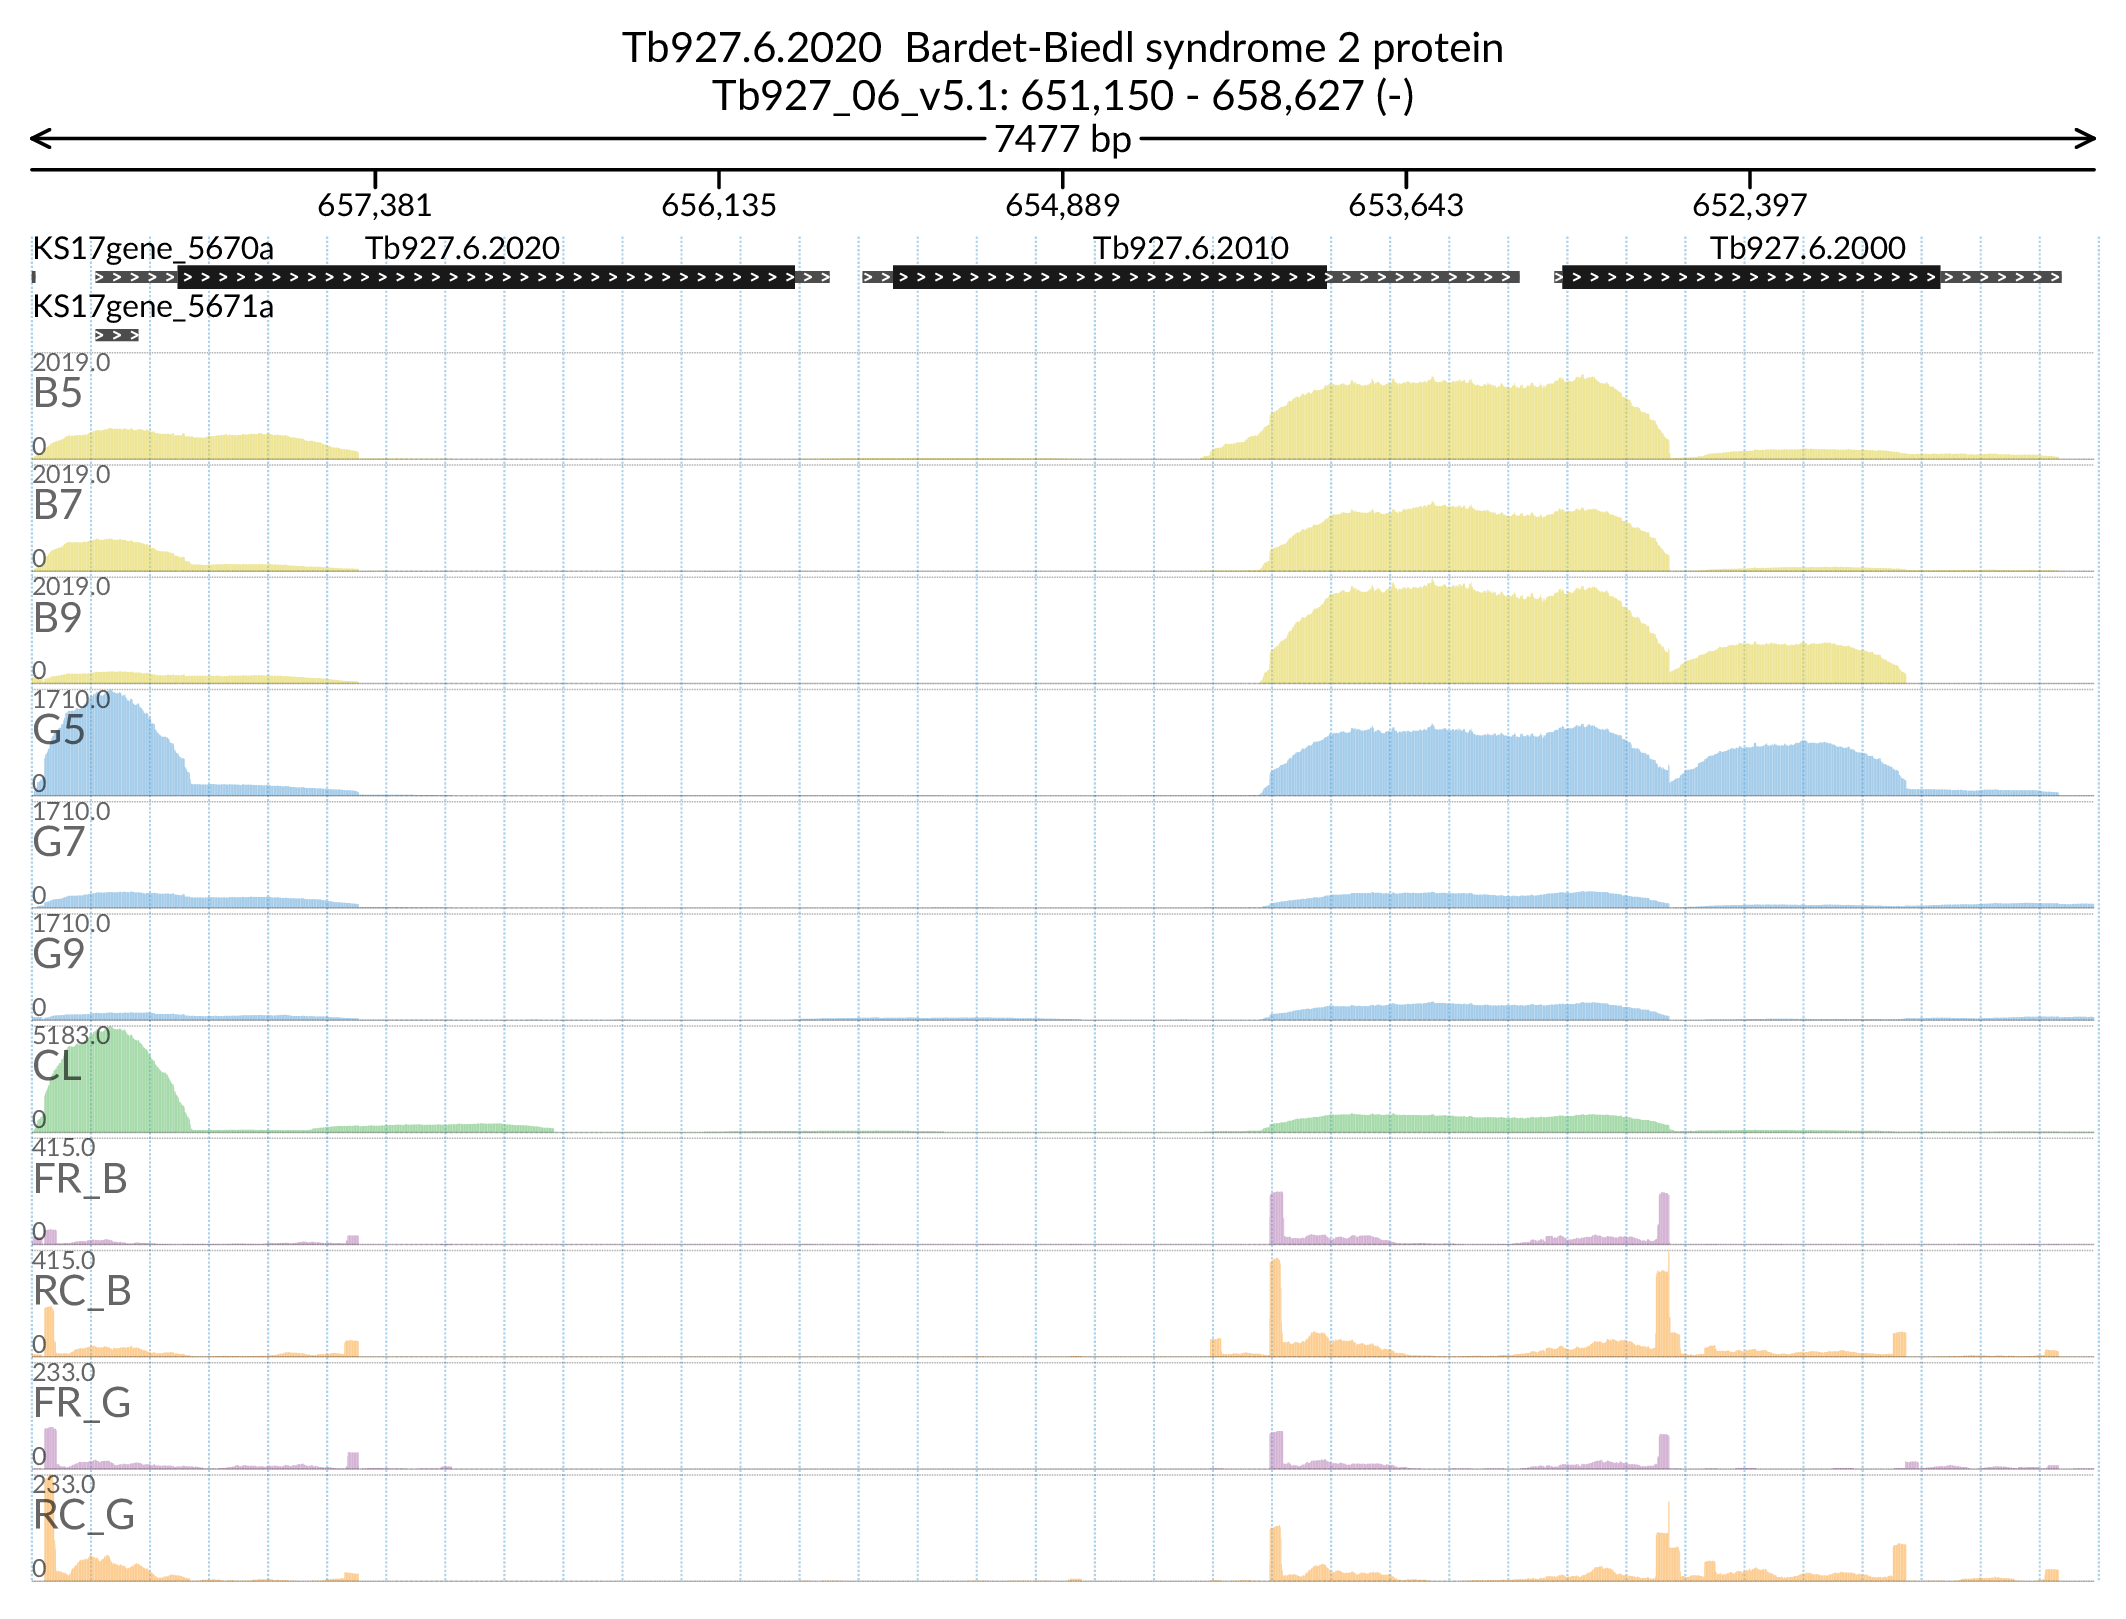 Tb927.6.2020 Bardet-Biedl syndrome 2 protein
Tb927_06_v5.1: 651,150 - 658,627 (-)
7477 bp
657,381 656,135 654,889 653,643 652,397
KS17gene_5670a Tb927.6.2020 Tb927.6.2010 Tb927.6.2000
KS17gene_5671a
2019.0
B5
0
2019.0
B7
0
2019.0
B9
0
1710.0
G5
0
1710.0
G7
0
1710.0
G9
0
5183.0
CL
0
415.0
FR_B
0
415.0
RC_B
0
233.0
FR_G
0
233.0
RC_G
0